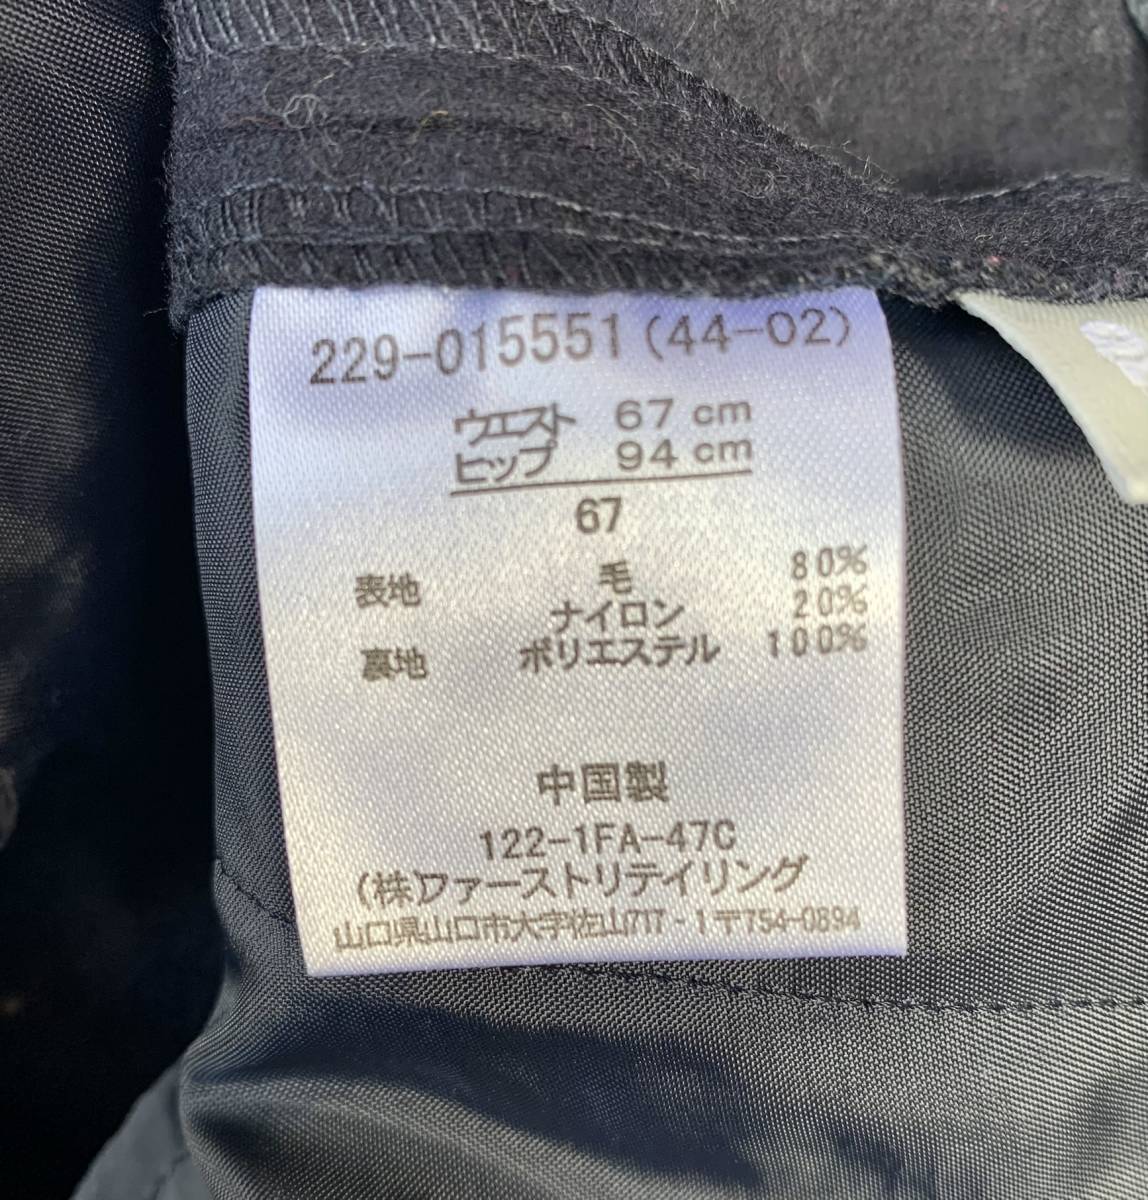 229-015551(44-02)
ウエスト 67 cm
ヒップ 94 cm
67
表地 毛 80%
ナイロン 20%
裏地 ポリエステル 100%
中国製
122-1FA-47C
(株)ファーストリテイリング
山口県山口市大字佐山717-1〒754-0894